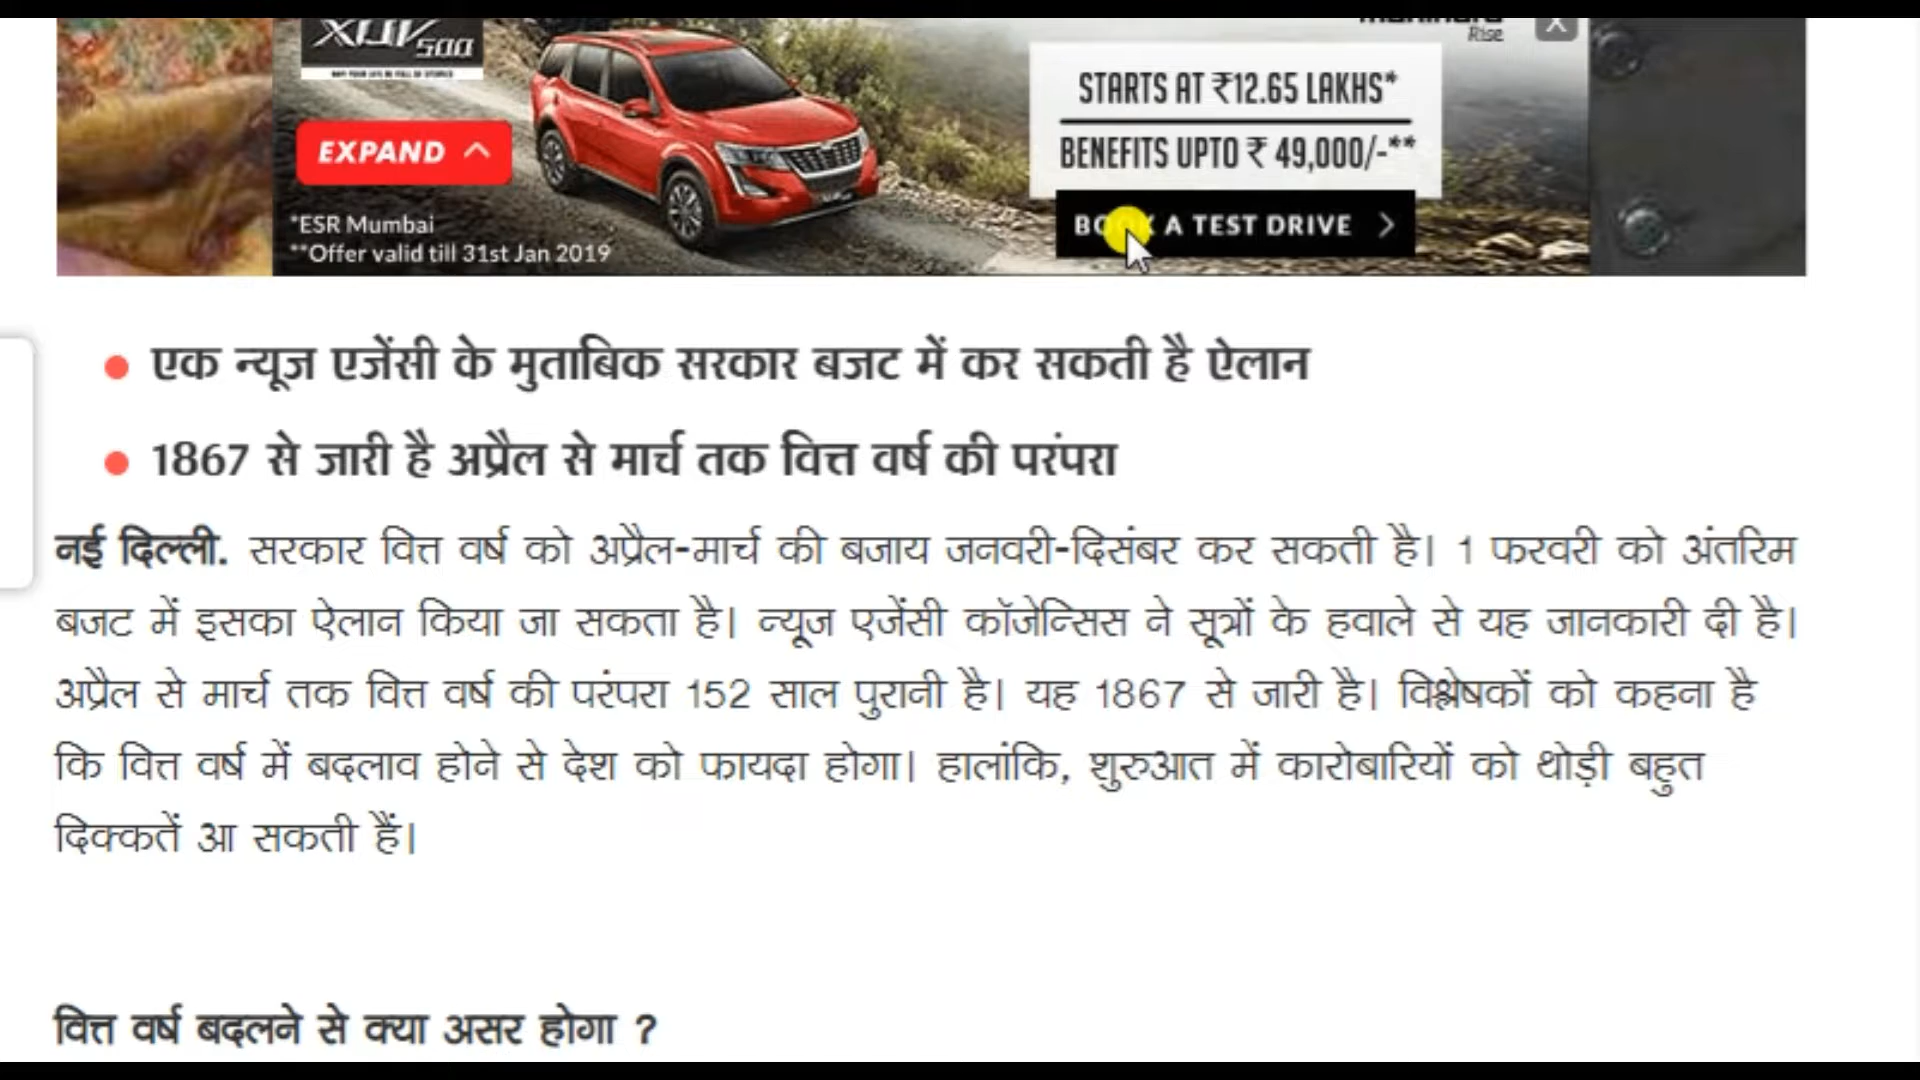 XUV500
Rise
STARTS AT ₹12.65 LAKHS*
BENEFITS UPTO ₹ 49,000/-**
EXPAND
BOOK A TEST DRIVE
*ESR Mumbai
**Offer valid till 31st Jan 2019
एक न्यूज एजेंसी के मुताबिक सरकार बजट में कर सकती है ऐलान
1867 से जारी है अप्रैल से मार्च तक वित्त वर्ष की परंपरा
नई दिल्ली. सरकार वित्त वर्ष को अप्रैल-मार्च की बजाय जनवरी-दिसंबर कर सकती है। 1 फरवरी को अंतरिम
बजट में इसका ऐलान किया जा सकता है। न्यूज एजेंसी कॉजेन्सिस ने सूत्रों के हवाले से यह जानकारी दी है।
अप्रैल से मार्च तक वित्त वर्ष की परंपरा 152 साल पुरानी है। यह 1867 से जारी है। विश्लेषकों को कहना है
कि वित्त वर्ष में बदलाव होने से देश को फायदा होगा। हालांकि, शुरुआत में कारोबारियों को थोड़ी बहुत
दिक्कतें आ सकती हैं।
वित्त वर्ष बदलने से क्या असर होगा ?